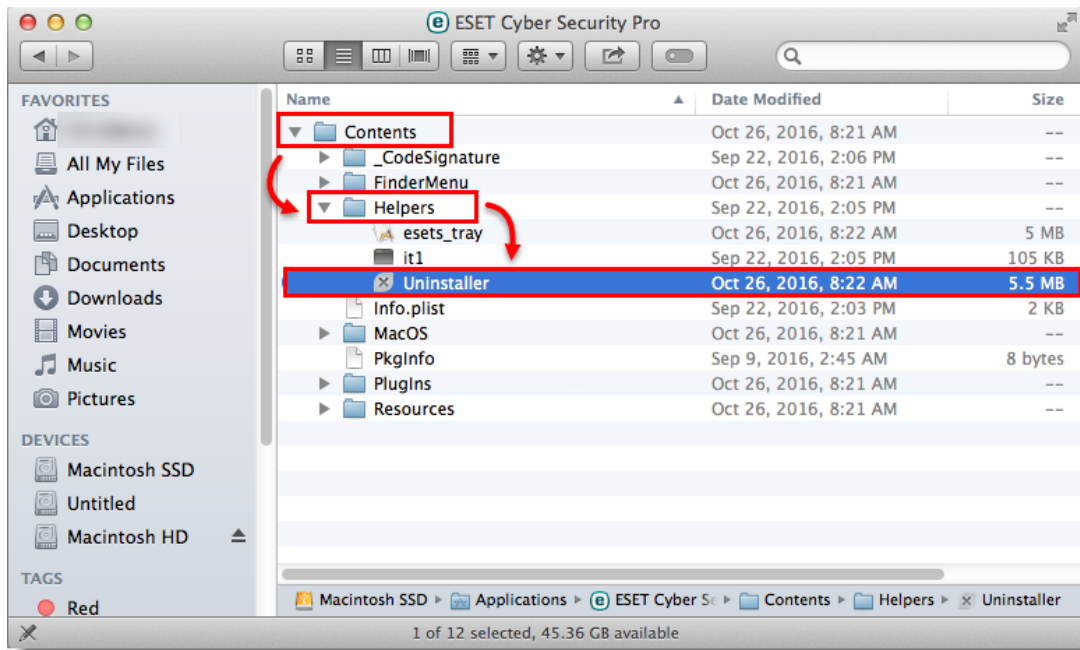 ESET Cyber Security Pro
FAVORITES
All My Files
Applications
Desktop
Documents
Downloads
Movies
Music
Pictures
DEVICES
Macintosh SSD
Untitled
Macintosh HD
TAGS
Red
Name Date Modified Size
Contents Oct 26, 2016, 8:21 AM --
_CodeSignature Sep 22, 2016, 2:06 PM --
FinderMenu Sep 22, 2016, 2:05 PM --
Helpers Sep 22, 2016, 2:05 PM --
esets_tray Oct 26, 2016, 8:22 AM 5 MB
it1 Sep 22, 2016, 2:05 PM 105 KB
Uninstaller Oct 26, 2016, 8:22 AM 5.5 MB
Info.plist Sep 22, 2016, 2:03 PM 2 KB
MacOS Oct 26, 2016, 8:21 AM --
PkgInfo Sep 9, 2016, 2:45 AM 8 bytes
PlugIns Oct 26, 2016, 8:21 AM --
Resources Oct 26, 2016, 8:21 AM --
Macintosh SSD ▸ Applications ▸ ESET Cyber ▸ Contents ▸ Helpers ▸ Uninstaller
1 of 12 selected, 45.36 GB available